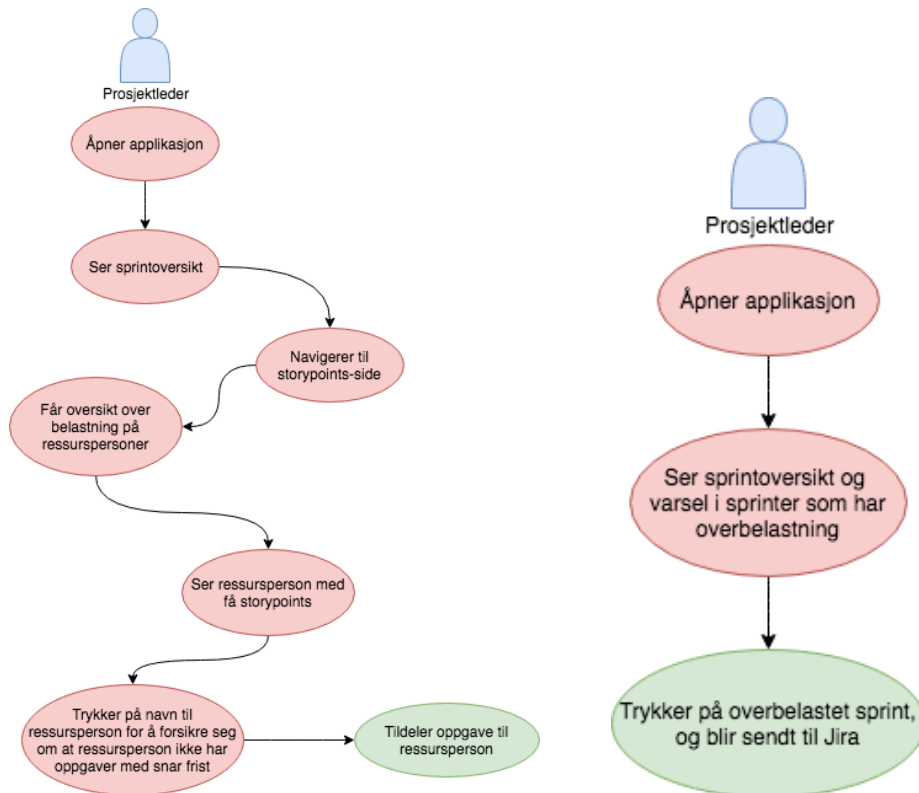 Prosjektleder
Åpner applikasjon
Ser sprintoversikt
Navigerer til
storypoints-side
Får oversikt over
belastning på
ressurspersoner
Ser ressursperson med
få storypoints
Trykker på navn til
ressursperson for å forsikre seg
om at ressursperson ikke har
oppgaver med snar frist
Tildeler oppgave til
ressursperson
Prosjektleder
Åpner applikasjon
Ser sprintoversikt og
varsel i sprinter som har
overbelastning
Trykker på overbelastet sprint,
og blir sendt til Jira